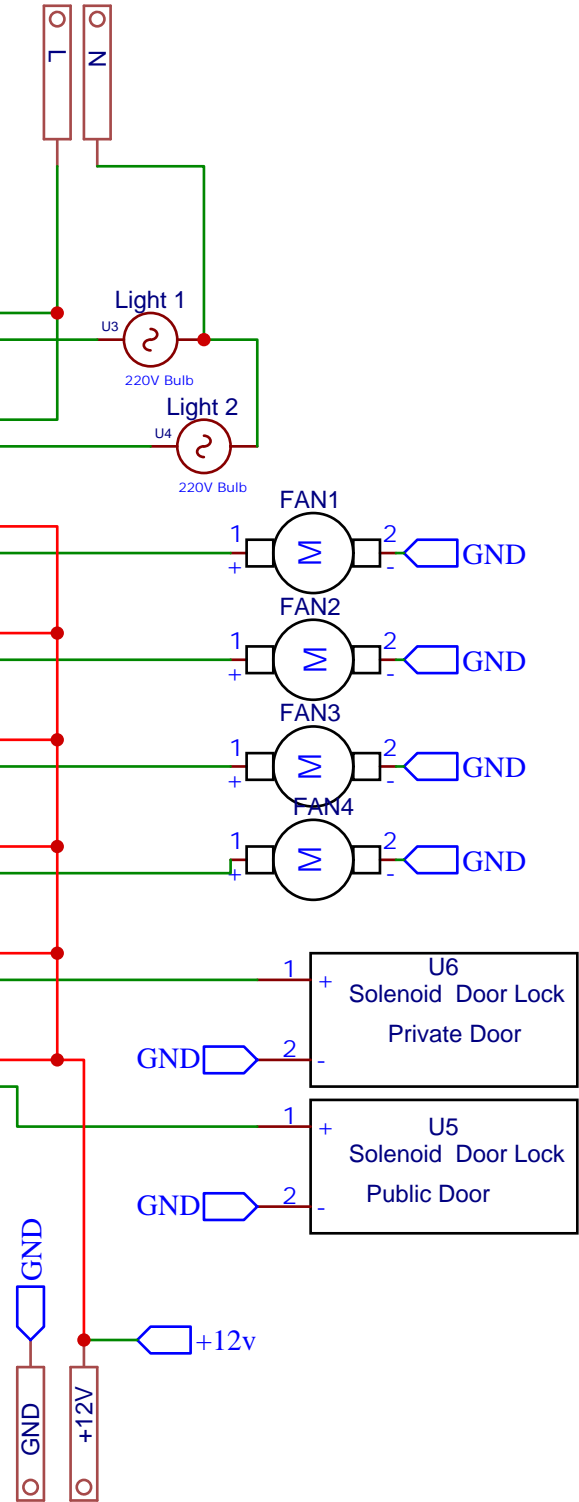 L
N
Light 1
U3
220V Bulb
Light 2
U4
220V Bulb
FAN1
1
2
+
M
-
GND
FAN2
1
2
+
M
-
GND
FAN3
1
2
+
M
-
GND
FAN4
1
2
+
M
-
GND
U6
1
+
Solenoid Door Lock
Private Door
GND
2
-
U5
1
+
Solenoid Door Lock
Public Door
GND
2
-
GND
+12v
GND
+12V